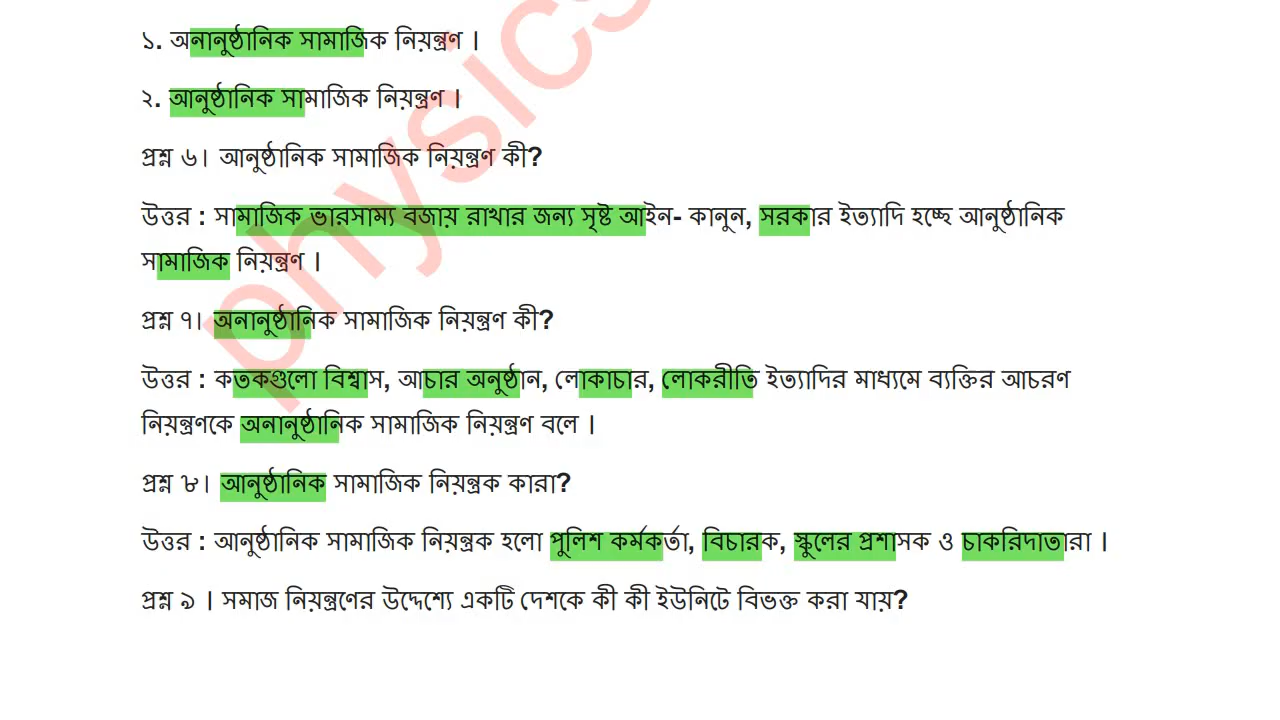 ১. অনানুষ্ঠানিক সামাজিক নিয়ন্ত্রণ ।
২. আনুষ্ঠানিক সামাজিক নিয়ন্ত্রণ ।
প্রশ্ন ৬। আনুষ্ঠানিক সামাজিক নিয়ন্ত্রণ কী?
উত্তর : সামাজিক ভারসাম্য বজায় রাখার জন্য সৃষ্ট আইন- কানুন, সরকার ইত্যাদি হচ্ছে আনুষ্ঠানিক
সামাজিক নিয়ন্ত্রণ ।
প্রশ্ন ৭। অনানুষ্ঠানিক সামাজিক নিয়ন্ত্রণ কী?
উত্তর : কতকগুলো বিশ্বাস, আচার অনুষ্ঠান, লোকাচার, লোকরীতি ইত্যাদির মাধ্যমে ব্যক্তির আচরণ
নিয়ন্ত্রণকে অনানুষ্ঠানিক সামাজিক নিয়ন্ত্রণ বলে ।
প্রশ্ন ৮। আনুষ্ঠানিক সামাজিক নিয়ন্ত্রক কারা?
উত্তর : আনুষ্ঠানিক সামাজিক নিয়ন্ত্রক হলো পুলিশ কর্মকর্তা, বিচারক, স্কুলের প্রশাসক ও চাকরিদাতারা ।
প্রশ্ন ৯ । সমাজ নিয়ন্ত্রণের উদ্দেশ্যে একটি দেশকে কী কী ইউনিটে বিভক্ত করা যায়?
physics